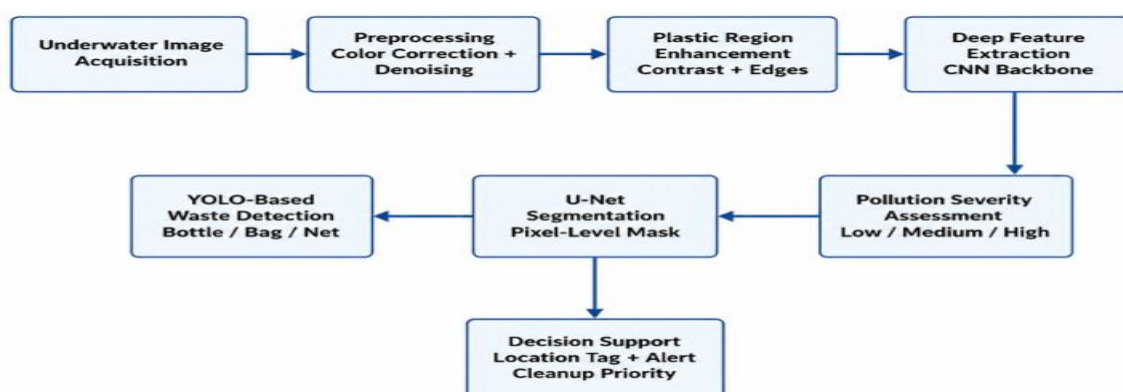 Underwater Image
Acquisition
Preprocessing
Color Correction +
Denoising
Plastic Region
Enhancement
Contrast + Edges
Deep Feature
Extraction
CNN Backbone
YOLO-Based
Waste Detection
Bottle / Bag / Net
U-Net
Segmentation
Pixel-Level Mask
Pollution Severity
Assessment
Low / Medium / High
Decision Support
Location Tag + Alert
Cleanup Priority